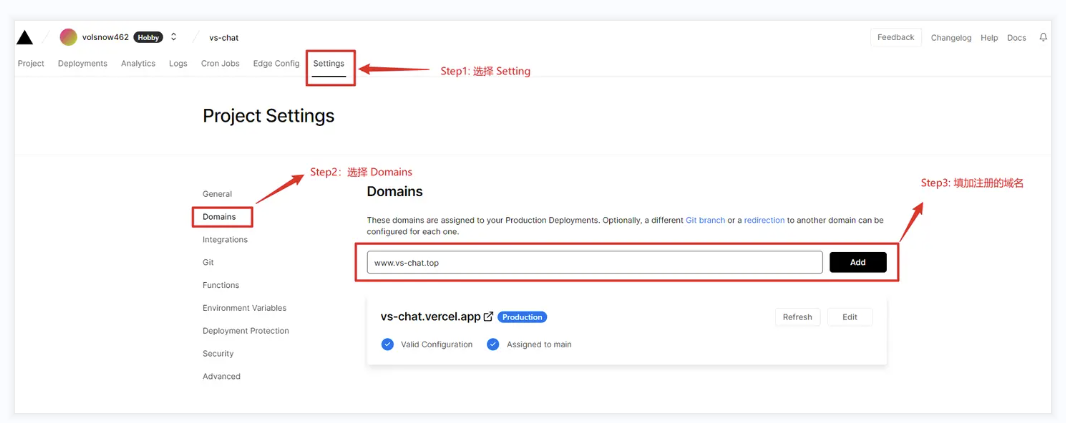 volsnow462 Hobby vs-chat Feedback Changelog Help Docs
Project Deployments Analytics Logs Cron Jobs Edge Config Settings
Step1: 选择 Setting
Project Settings
Step2：选择 Domains
Step3: 填加注册的域名
General
Domains
Integrations
Git
Functions
Environment Variables
Deployment Protection
Security
Advanced
Domains
These domains are assigned to your Production Deployments. Optionally, a different Git branch or a redirection to another domain can be
configured for each one.
www.vs-chat.top Add
vs-chat.vercel.app Production Refresh Edit
Valid Configuration Assigned to main